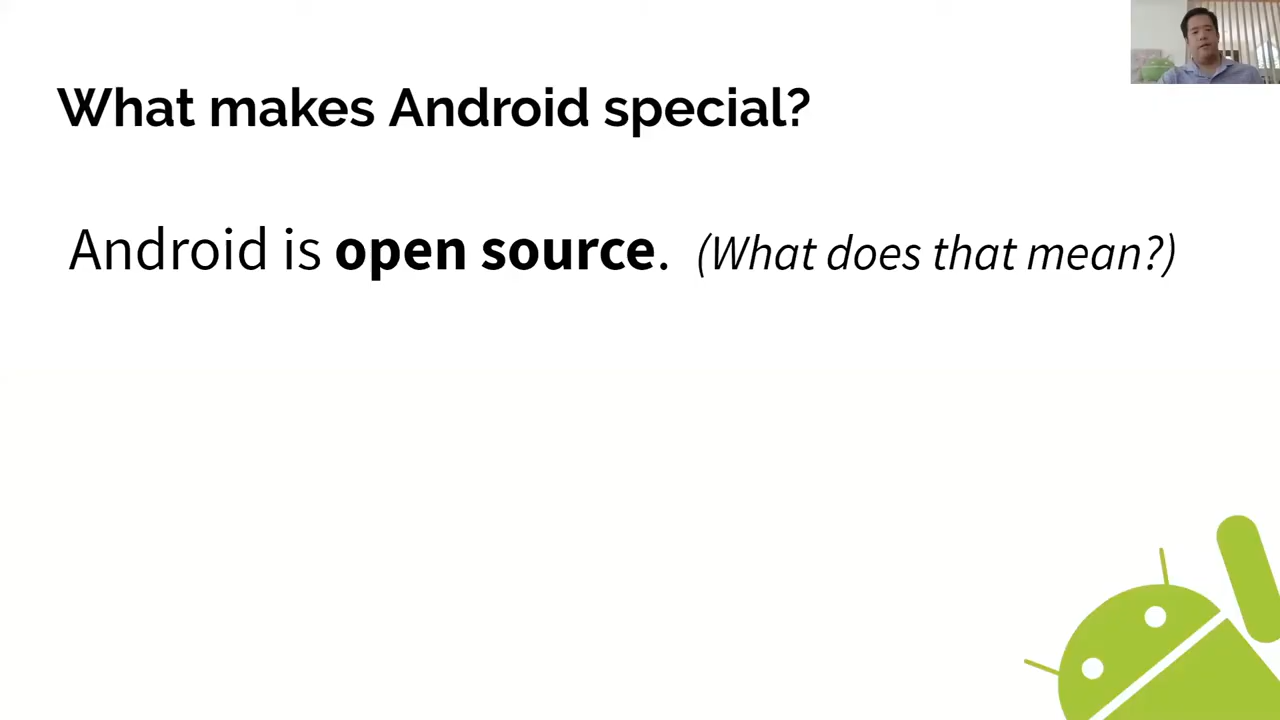 What makes Android special?
Android is open source. (What does that mean?)